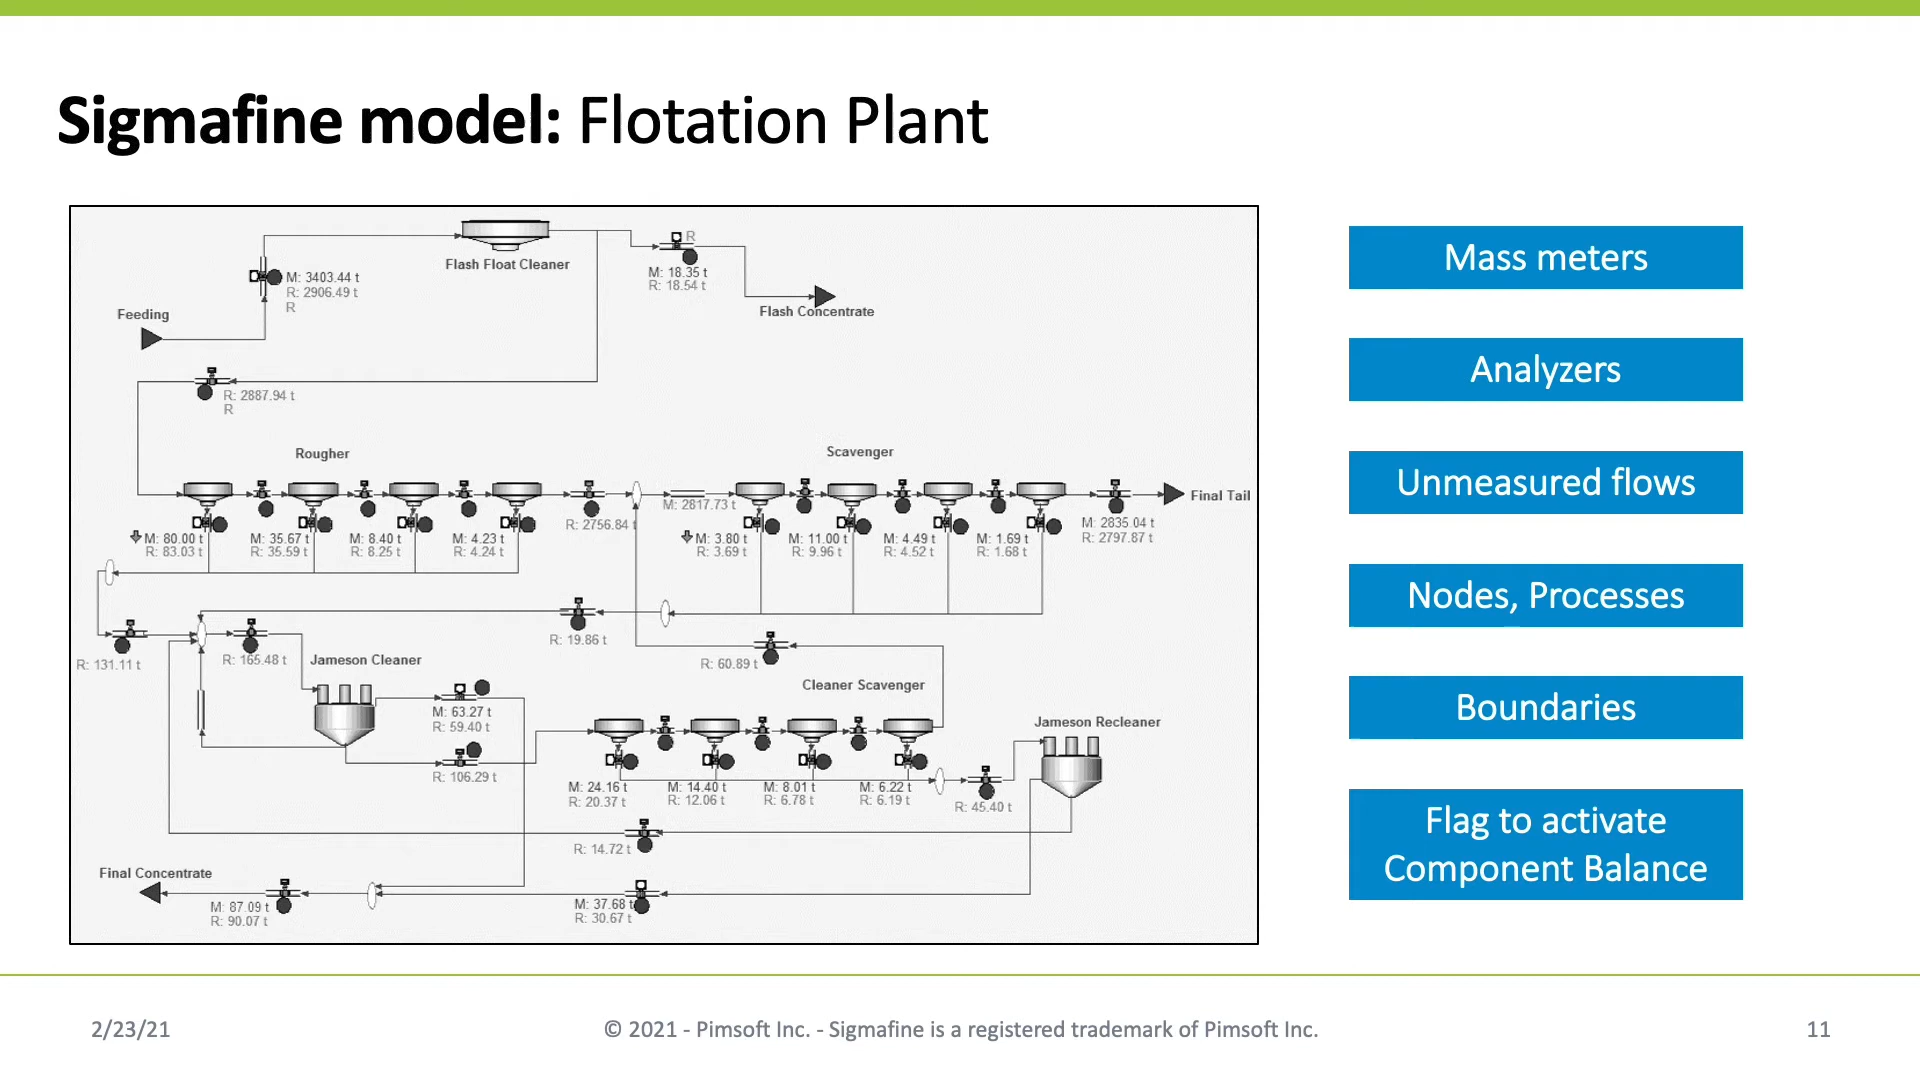 Sigmafine model: Flotation Plant
Flash Float Cleaner
R
M: 18.35 t
R: 18.54 t
M: 3403.44 t
R: 2906.49 t
R
Feeding
Flash Concentrate
R: 2887.94 t
R
Rougher
Scavenger
Final Tail
M: 2817.73 t
R: 2756.84 t
M: 2835.04 t
R: 2797.87 t
M: 80.00 t
R: 83.03 t
M: 35.67 t
R: 35.59 t
M: 8.40 t
R: 8.25 t
M: 4.23 t
R: 4.24 t
M: 3.80 t
R: 3.69 t
M: 11.00 t
R: 9.96 t
M: 4.49 t
R: 4.52 t
M: 1.69 t
R: 1.68 t
R: 19.86 t
R: 131.11 t
R: 165.48 t
Jameson Cleaner
R: 60.89 t
Cleaner Scavenger
M: 63.27 t
R: 59.40 t
Jameson Recleaner
R: 106.29 t
M: 24.16 t
R: 20.37 t
M: 14.40 t
R: 12.06 t
M: 8.01 t
R: 6.78 t
M: 6.22 t
R: 6.19 t
R: 45.40 t
R: 14.72 t
Final Concentrate
M: 87.09 t
R: 90.07 t
M: 37.68 t
R: 30.67 t
Mass meters
Analyzers
Unmeasured flows
Nodes, Processes
Boundaries
Flag to activate
Component Balance
2/23/21
© 2021 - Pimsoft Inc. - Sigmafine is a registered trademark of Pimsoft Inc.
11